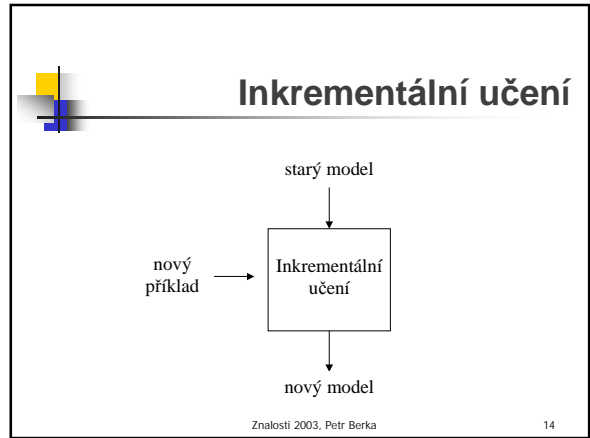 Inkrementální učení
starý model
nový
příklad
Inkrementální
učení
nový model
Znalosti 2003, Petr Berka
14